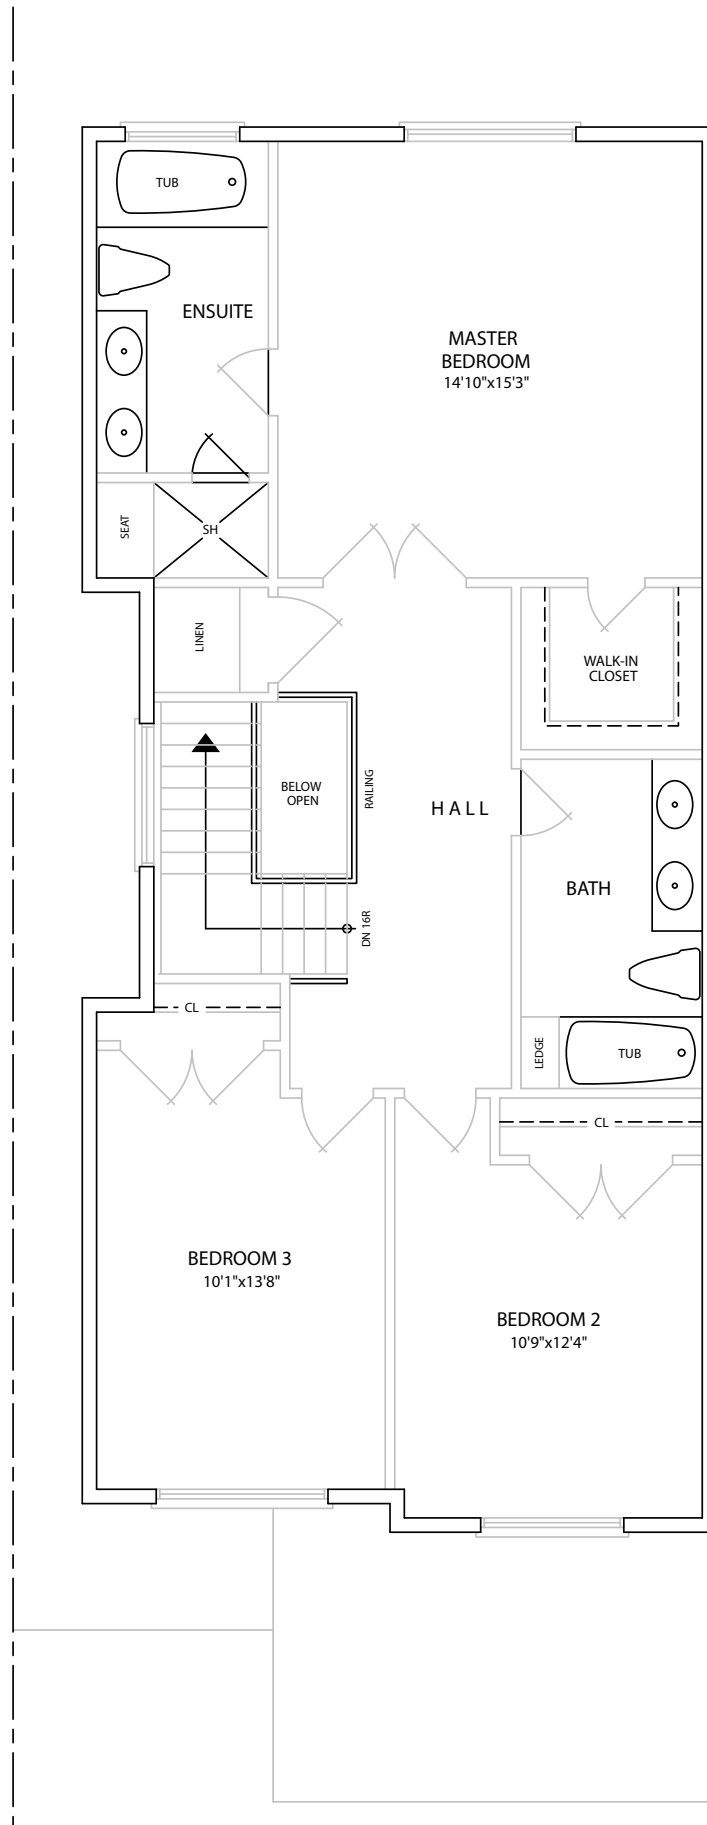 TUB
ENSUITE
MASTER
BEDROOM
14'10"x15'3"
SEAT
SH
LINEN
WALK-IN
CLOSET
BELOW
OPEN
RAILING
HALL
BATH
DN 16R
CL
LEDGE
TUB
CL
BEDROOM 3
10'1"x13'8"
BEDROOM 2
10'9"x12'4"